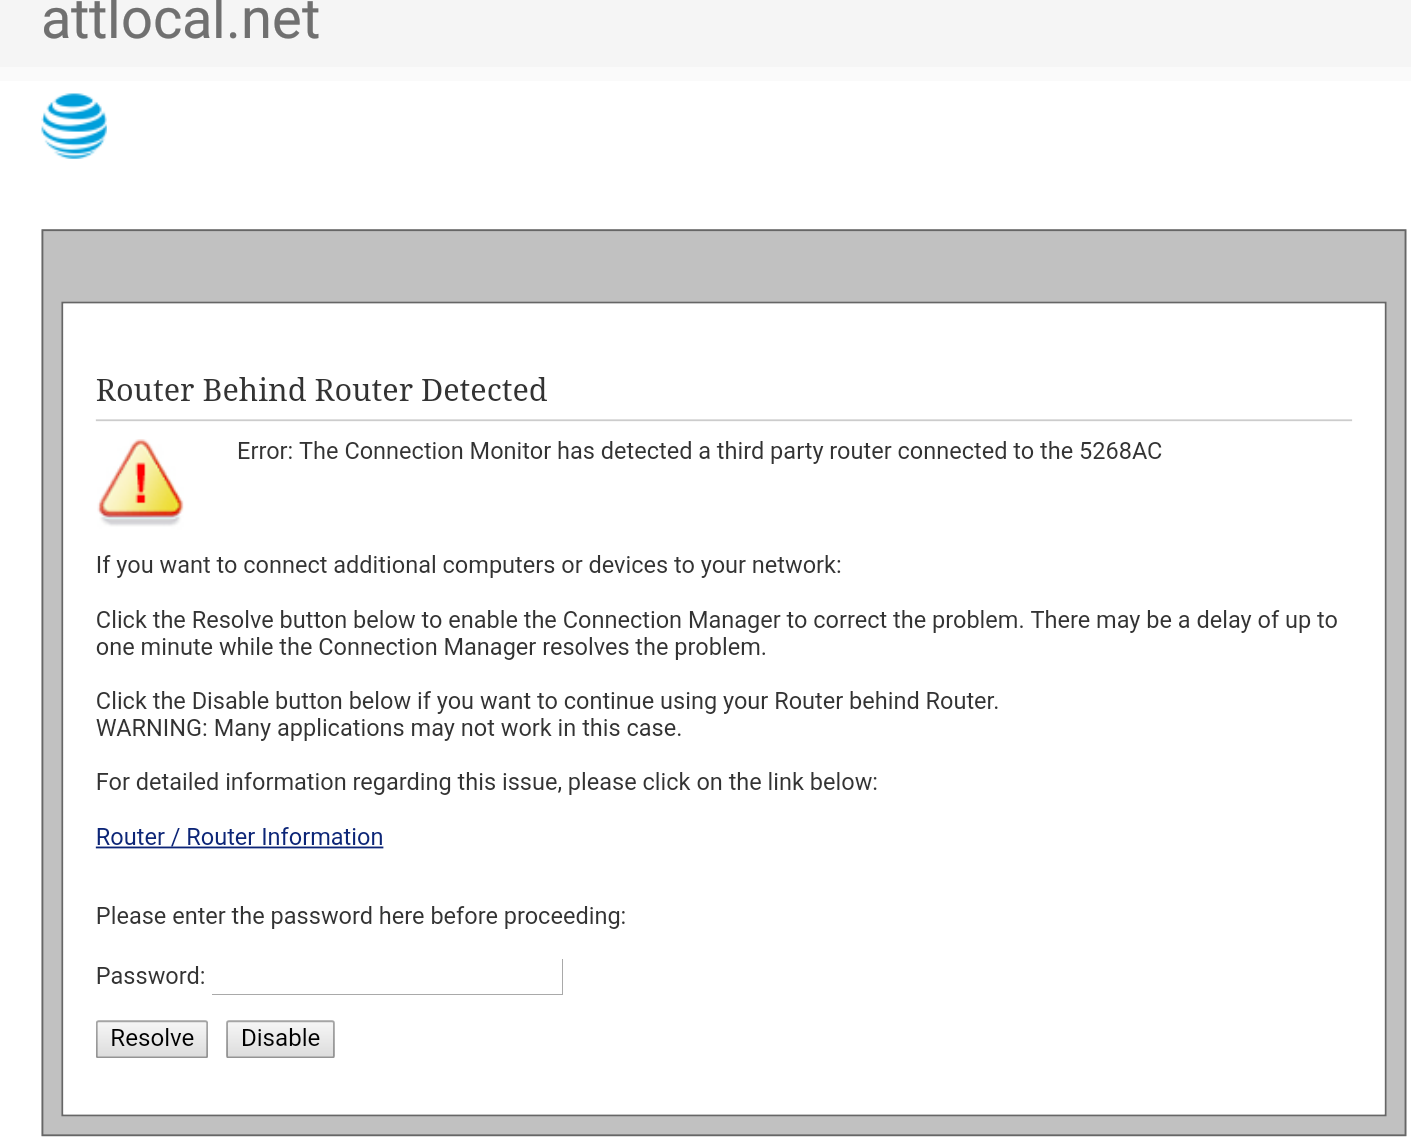 attlocal.net
Router Behind Router Detected
Error: The Connection Monitor has detected a third party router connected to the 5268AC
If you want to connect additional computers or devices to your network:
Click the Resolve button below to enable the Connection Manager to correct the problem. There may be a delay of up to
one minute while the Connection Manager resolves the problem.
Click the Disable button below if you want to continue using your Router behind Router.
WARNING: Many applications may not work in this case.
For detailed information regarding this issue, please click on the link below:
Router / Router Information
Please enter the password here before proceeding:
Password:
Resolve Disable